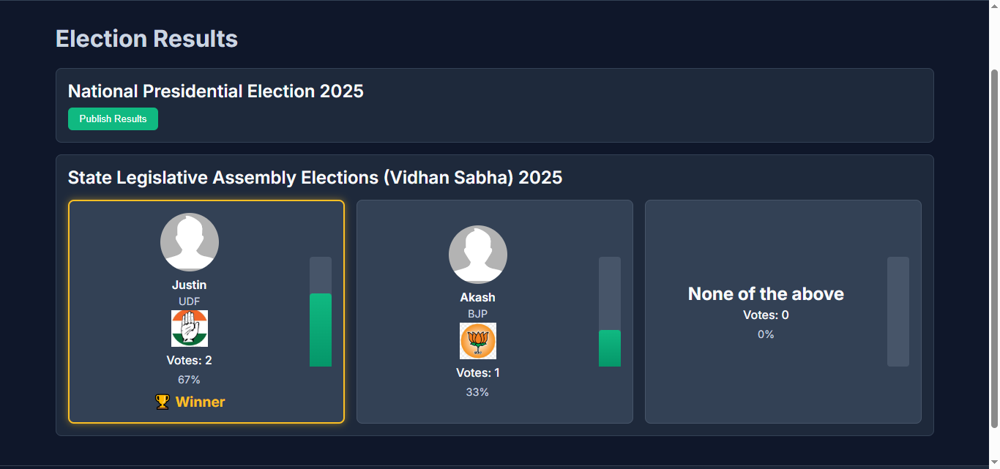 Election Results
National Presidential Election 2025
Publish Results
State Legislative Assembly Elections (Vidhan Sabha) 2025
Justin
UDF
Votes: 2
67%
🏆 Winner
Akash
BJP
Votes: 1
33%
None of the above
Votes: 0
0%